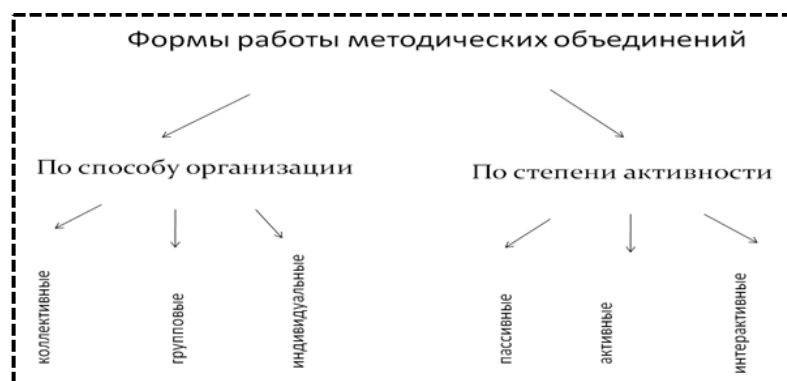 Формы работы методических объединений
По способу организации
По степени активности
коллективные
групповые
индивидуальные
пассивные
активные
интерактивные